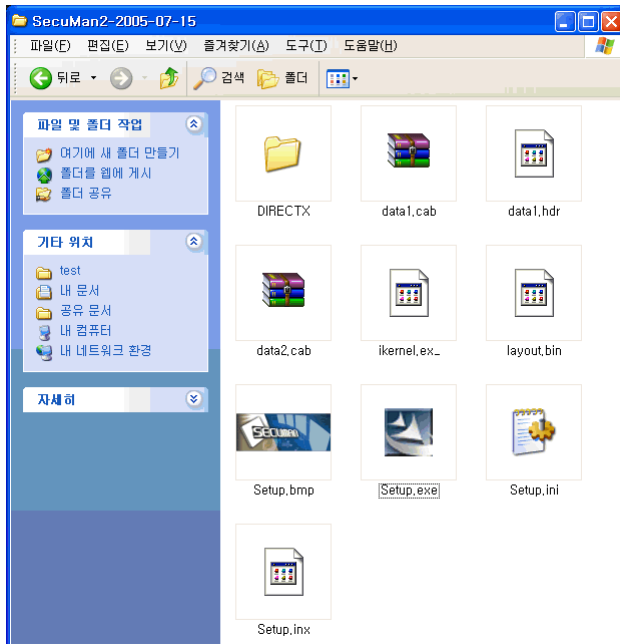 SecuMan2-2005-07-15
파일(F) 편집(E) 보기(V) 즐겨찾기(A) 도구(T) 도움말(H)
뒤로 검색 폴더
파일 및 폴더 작업
여기에 새 폴더 만들기
폴더를 웹에 게시
폴더 공유
기타 위치
test
내 문서
공유 문서
내 컴퓨터
내 네트워크 환경
자세히
DIRECTX data1.cab data1.hdr
data2.cab ikernel.ex_ layout.bin
SECUMAN
Setup.bmp Setup.exe Setup.ini
Setup.inx